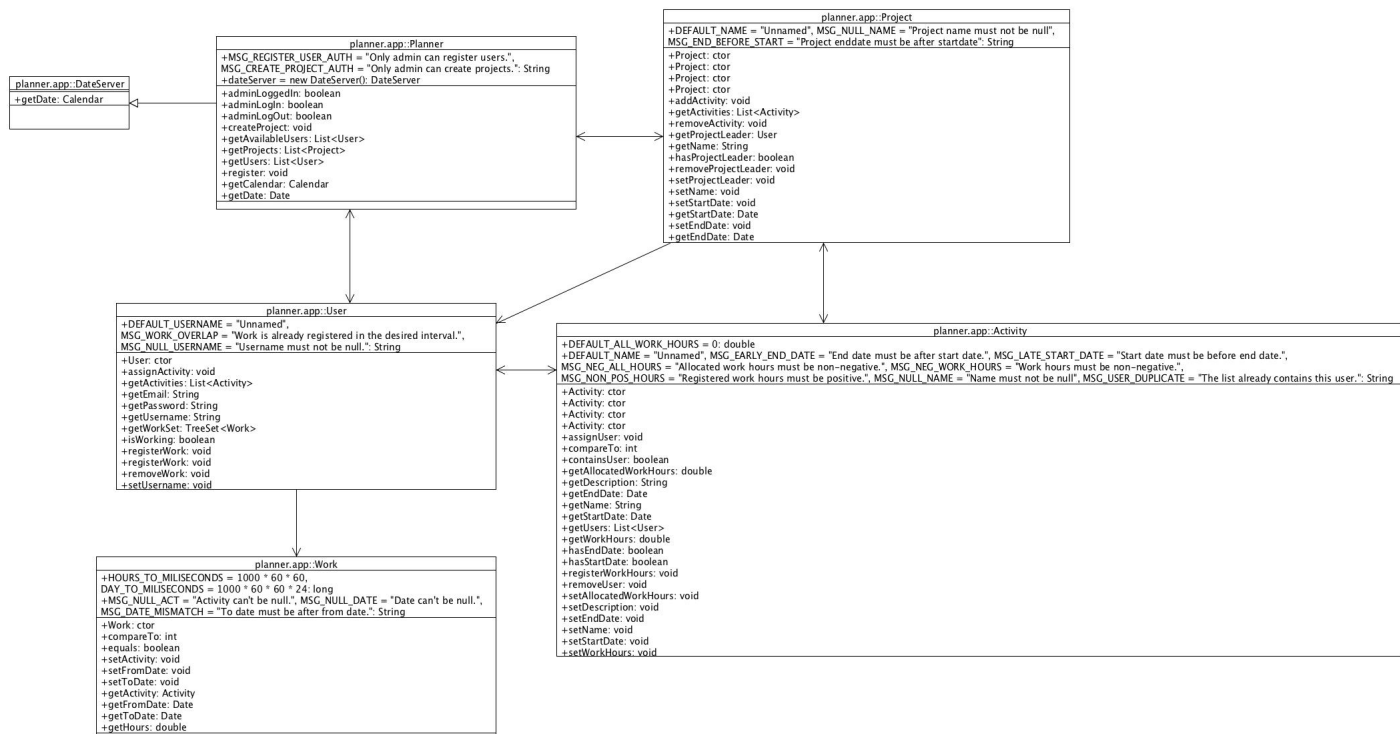 planner.app::DateServer
+getDate: Calendar
planner.app::Planner
+MSG_REGISTER_USER_AUTH = "Only admin can register users.",
MSG_CREATE_PROJECT_AUTH = "Only admin can create projects.": String
+dateServer = new DateServer(): DateServer
+adminLoggedIn: boolean
+adminLogIn: boolean
+adminLogOut: boolean
+createProject: void
+getAvailableUsers: List<User>
+getProjects: List<Project>
+getUsers: List<User>
+register: void
+getCalendar: Calendar
+getDate: Date
planner.app::Project
+DEFAULT_NAME = "Unnamed", MSG_NULL_NAME = "Project name must not be null",
MSG_END_BEFORE_START = "Project enddate must be after startdate": String
+Project: ctor
+Project: ctor
+Project: ctor
+Project: ctor
+addActivity: void
+getActivities: List<Activity>
+removeActivity: void
+getProjectLeader: User
+getName: String
+hasProjectLeader: boolean
+removeProjectLeader: void
+setProjectLeader: void
+setName: void
+setStartDate: void
+getStartDate: Date
+setEndDate: void
+getEndDate: Date
planner.app::User
+DEFAULT_USERNAME = "Unnamed",
MSG_WORK_OVERLAP = "Work is already registered in the desired interval.",
MSG_NULL_USERNAME = "Username must not be null.": String
+User: ctor
+assignActivity: void
+getActivities: List<Activity>
+getEmail: String
+getPassword: String
+getUsername: String
+getWorkSet: TreeSet<Work>
+isWorking: boolean
+registerWork: void
+registerWork: void
+removeWork: void
+setUsername: void
planner.app::Activity
+DEFAULT_ALL_WORK_HOURS = 0: double
+DEFAULT_NAME = "Unnamed", MSG_EARLY_END_DATE = "End date must be after start date.", MSG_LATE_START_DATE = "Start date must be before end date.",
MSG_NEG_ALL_HOURS = "Allocated work hours must be non-negative.", MSG_NEG_WORK_HOURS = "Work hours must be non-negative.",
MSG_NON_POS_HOURS = "Registered work hours must be positive.", MSG_NULL_NAME = "Name must not be null", MSG_USER_DUPLICATE = "The list already contains this user.": String
+Activity: ctor
+Activity: ctor
+Activity: ctor
+Activity: ctor
+assignUser: void
+compareTo: int
+containsUser: boolean
+getAllocatedWorkHours: double
+getDescription: String
+getEndDate: Date
+getName: String
+getStartDate: Date
+getUsers: List<User>
+getWorkHours: double
+hasEndDate: boolean
+hasStartDate: boolean
+registerWorkHours: void
+removeUser: void
+setAllocatedWorkHours: void
+setDescription: void
+setEndDate: void
+setName: void
+setStartDate: void
+setWorkHours: void
planner.app::Work
+HOURS_TO_MILISECONDS = 1000 * 60 * 60,
DAY_TO_MILISECONDS = 1000 * 60 * 60 * 24: long
+MSG_NULL_ACT = "Activity can't be null.", MSG_NULL_DATE = "Date can't be null.",
MSG_DATE_MISMATCH = "To date must be after from date.": String
+Work: ctor
+compareTo: int
+equals: boolean
+setActivity: void
+setFromDate: void
+setToDate: void
+getActivity: Activity
+getFromDate: Date
+getToDate: Date
+getHours: double